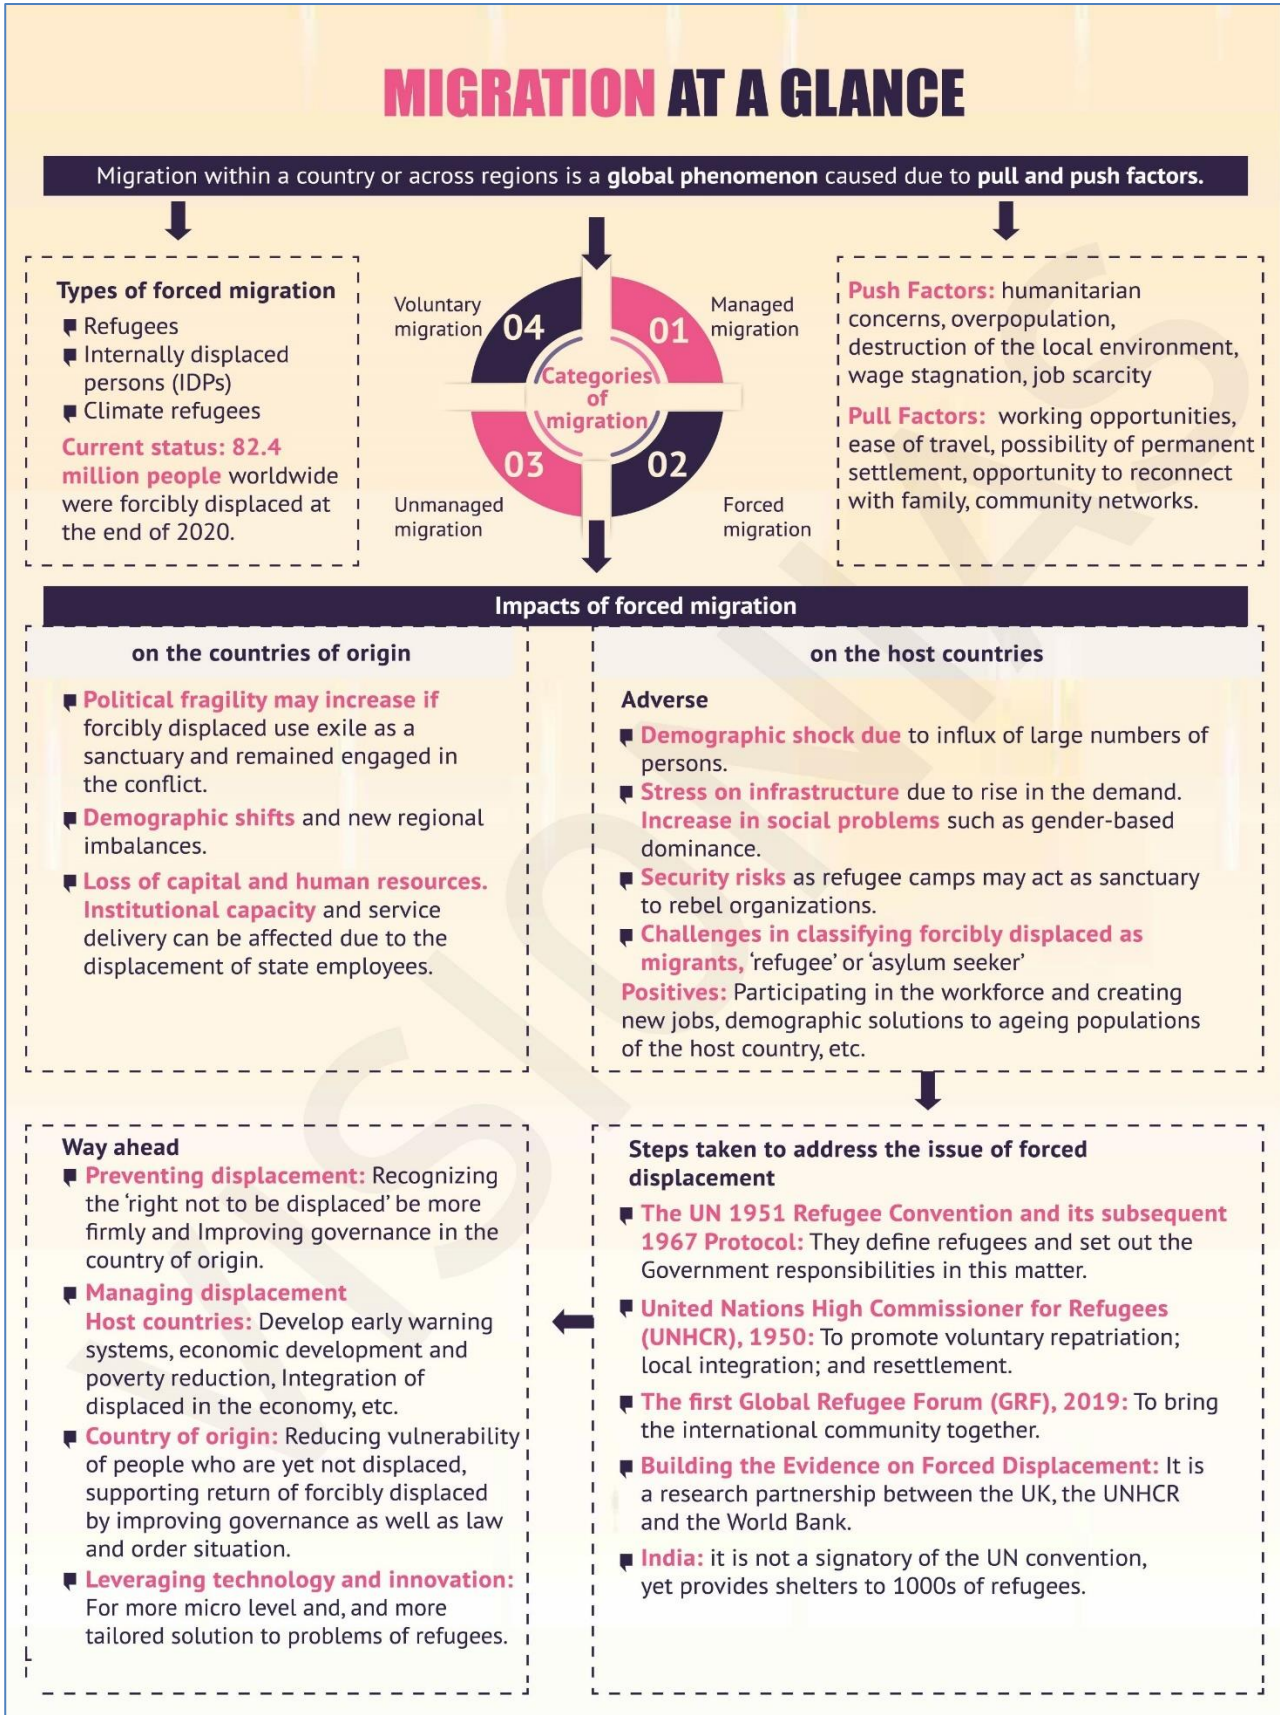 MIGRATION AT A GLANCE
Migration within a country or across regions is a global phenomenon caused due to pull and push factors.
Types of forced migration
Refugees
Internally displaced
persons (IDPs)
Climate refugees
Current status: 82.4
million people worldwide
were forcibly displaced at
the end of 2020.
Categories
of
migration
01
Managed
migration
02
Forced
migration
03
Unmanaged
migration
04
Voluntary
migration
Push Factors: humanitarian
concerns, overpopulation,
destruction of the local environment,
wage stagnation, job scarcity
Pull Factors: working opportunities,
ease of travel, possibility of permanent
settlement, opportunity to reconnect
with family, community networks.
Impacts of forced migration
on the countries of origin
Political fragility may increase if
forcibly displaced use exile as a
sanctuary and remained engaged in
the conflict.
Demographic shifts and new regional
imbalances.
Loss of capital and human resources.
Institutional capacity and service
delivery can be affected due to the
displacement of state employees.
on the host countries
Adverse
Demographic shock due to influx of large numbers of
persons.
Stress on infrastructure due to rise in the demand.
Increase in social problems such as gender-based
dominance.
Security risks as refugee camps may act as sanctuary
to rebel organizations.
Challenges in classifying forcibly displaced as
migrants, ‘refugee’ or ‘asylum seeker’
Positives: Participating in the workforce and creating
new jobs, demographic solutions to ageing populations
of the host country, etc.
Steps taken to address the issue of forced
displacement
The UN 1951 Refugee Convention and its subsequent
1967 Protocol: They define refugees and set out the
Government responsibilities in this matter.
United Nations High Commissioner for Refugees
(UNHCR), 1950: To promote voluntary repatriation;
local integration; and resettlement.
The first Global Refugee Forum (GRF), 2019: To bring
the international community together.
Building the Evidence on Forced Displacement: It is
a research partnership between the UK, the UNHCR
and the World Bank.
India: it is not a signatory of the UN convention,
yet provides shelters to 1000s of refugees.
Way ahead
Preventing displacement: Recognizing
the ‘right not to be displaced’ be more
firmly and Improving governance in the
country of origin.
Managing displacement
Host countries: Develop early warning
systems, economic development and
poverty reduction, Integration of
displaced in the economy, etc.
Country of origin: Reducing vulnerability
of people who are yet not displaced,
supporting return of forcibly displaced
by improving governance as well as law
and order situation.
Leveraging technology and innovation:
For more micro level and, and more
tailored solution to problems of refugees.
VISIONIAS